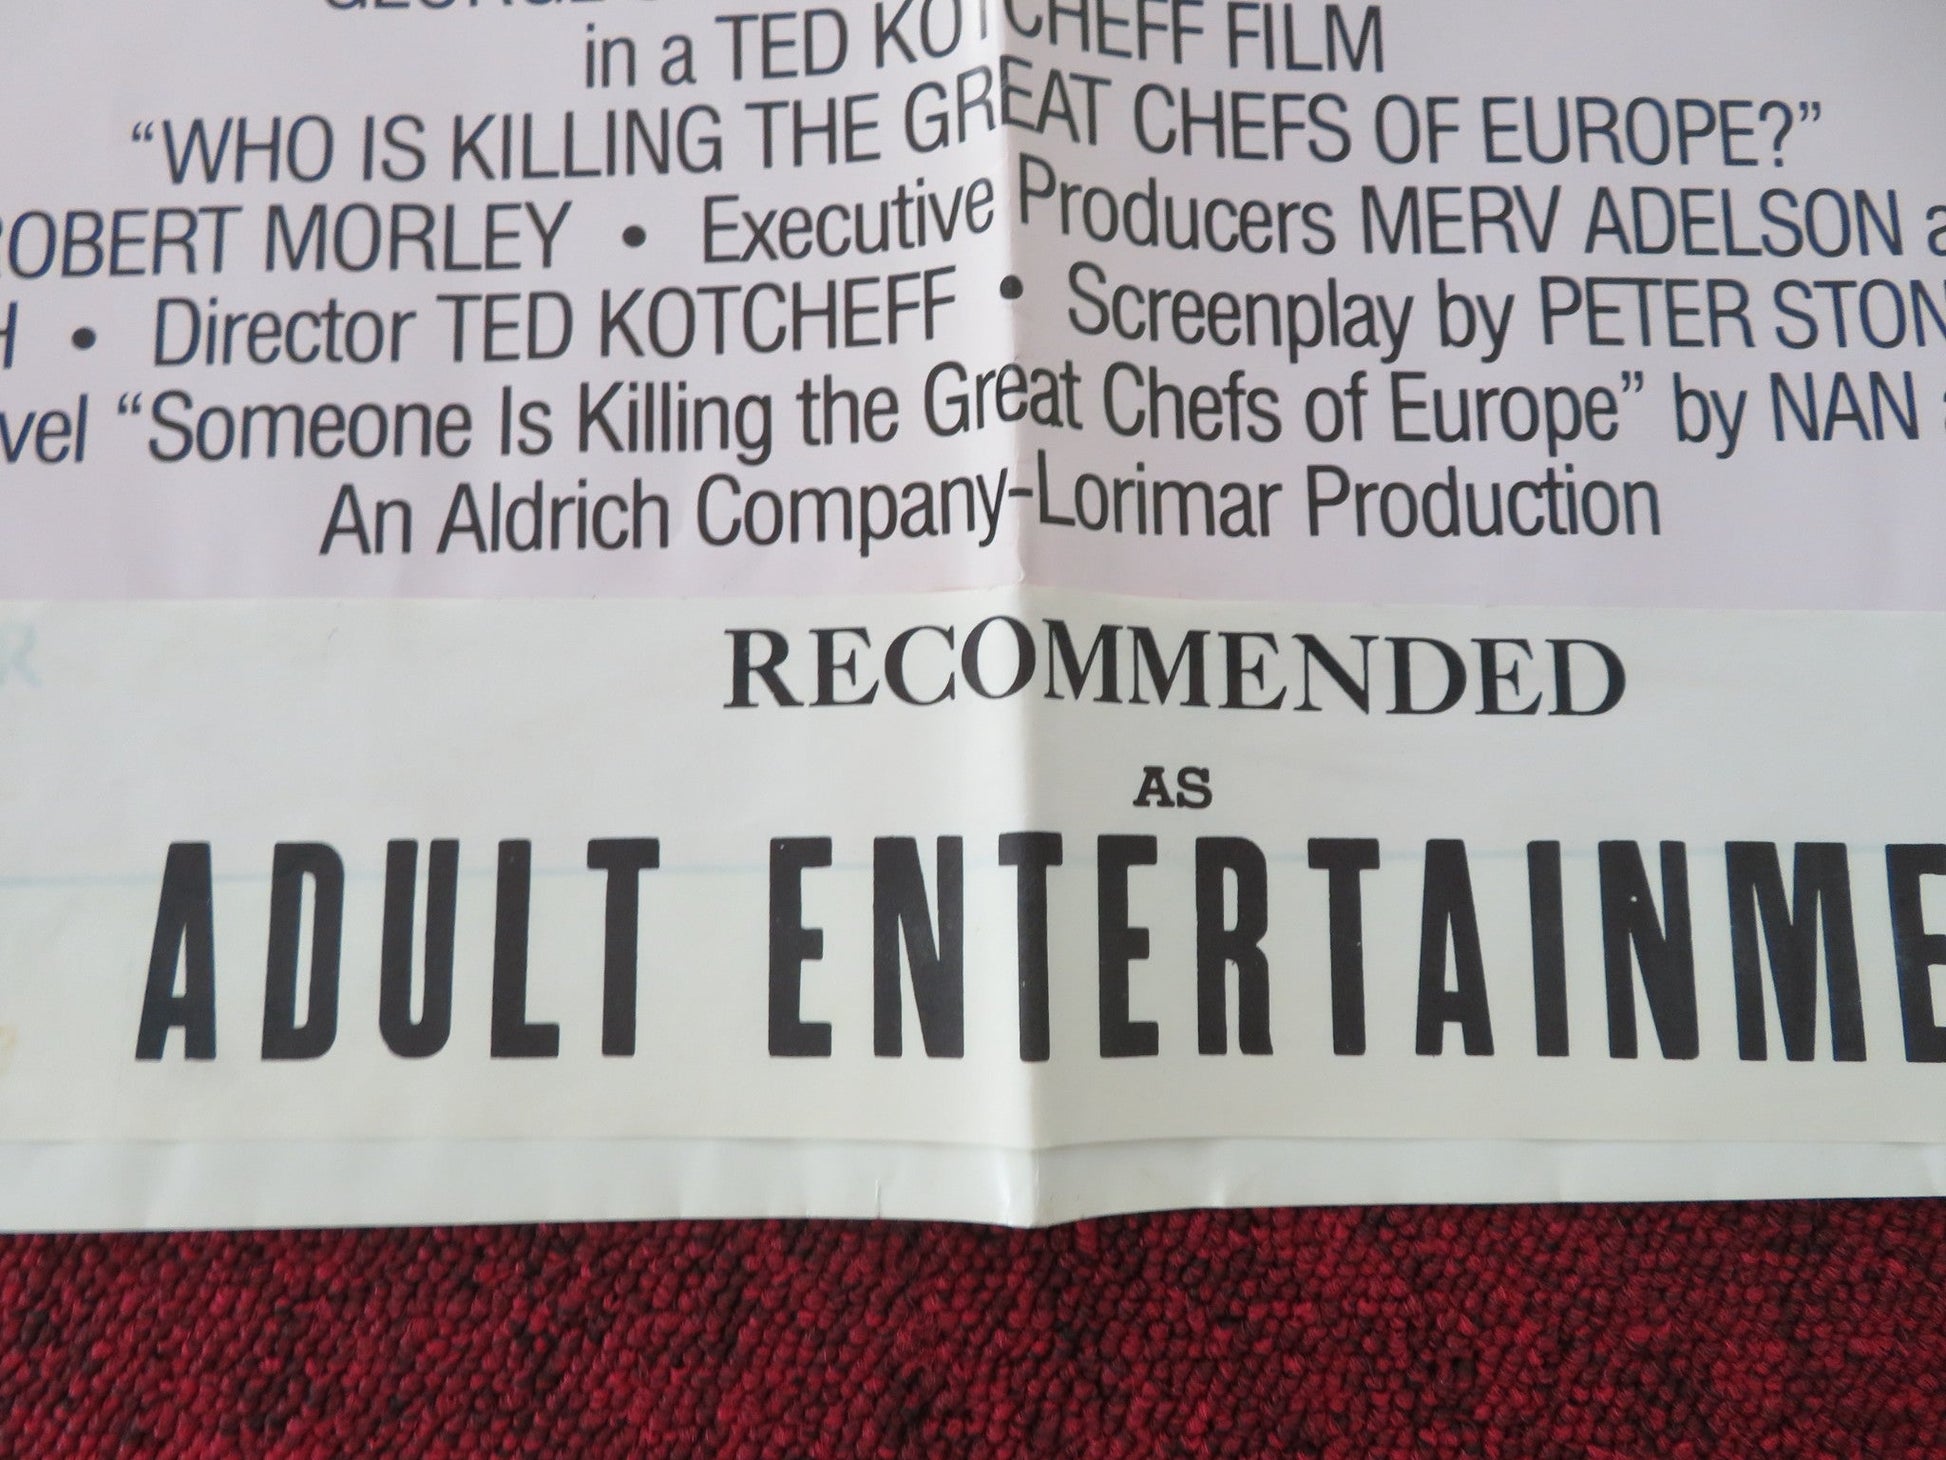 in a TED KOTCHEFF FILM
“WHO IS KILLING THE GREAT CHEFS OF EUROPE?”
ROBERT MORLEY • Executive Producers MERV ADELSON
H • Director TED KOTCHEFF • Screenplay by PETER STON
vel “Someone Is Killing the Great Chefs of Europe” by NAN
An Aldrich Company-Lorimar Production
RECOMMENDED
AS
ADULT ENTERTAINME